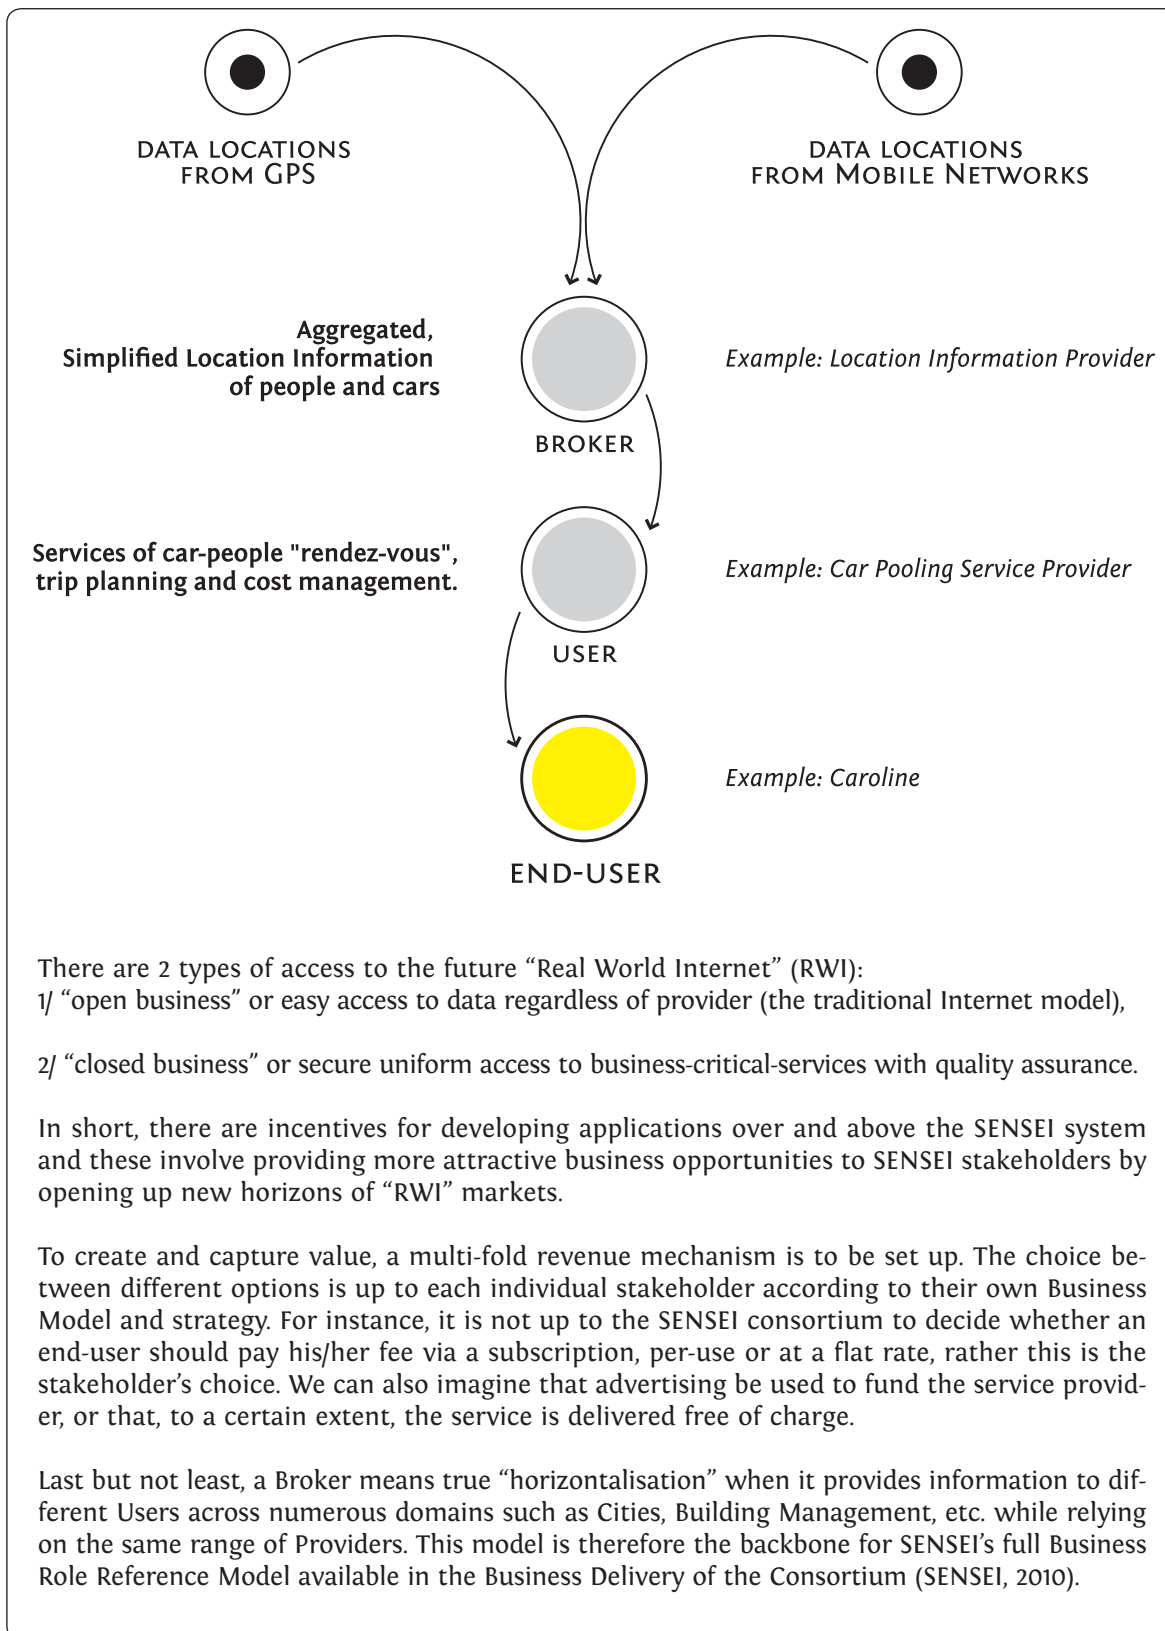 DATA LOCATIONS
FROM GPS
DATA LOCATIONS
FROM MOBILE NETWORKS
Aggregated,
Simplified Location Information
of people and cars
Example: Location Information Provider
BROKER
Services of car-people "rendez-vous",
trip planning and cost management.
Example: Car Pooling Service Provider
USER
Example: Caroline
END-USER
There are 2 types of access to the future “Real World Internet” (RWI):
1/ “open business” or easy access to data regardless of provider (the traditional Internet model),
2/ “closed business” or secure uniform access to business-critical-services with quality assurance.
In short, there are incentives for developing applications over and above the SENSEI system
and these involve providing more attractive business opportunities to SENSEI stakeholders by
opening up new horizons of “RWI” markets.
To create and capture value, a multi-fold revenue mechanism is to be set up. The choice be-
tween different options is up to each individual stakeholder according to their own Business
Model and strategy. For instance, it is not up to the SENSEI consortium to decide whether an
end-user should pay his/her fee via a subscription, per-use or at a flat rate, rather this is the
stakeholder’s choice. We can also imagine that advertising be used to fund the service provid-
er, or that, to a certain extent, the service is delivered free of charge.
Last but not least, a Broker means true “horizontalisation” when it provides information to dif-
ferent Users across numerous domains such as Cities, Building Management, etc. while relying
on the same range of Providers. This model is therefore the backbone for SENSEI’s full Business
Role Reference Model available in the Business Delivery of the Consortium (SENSEI, 2010).